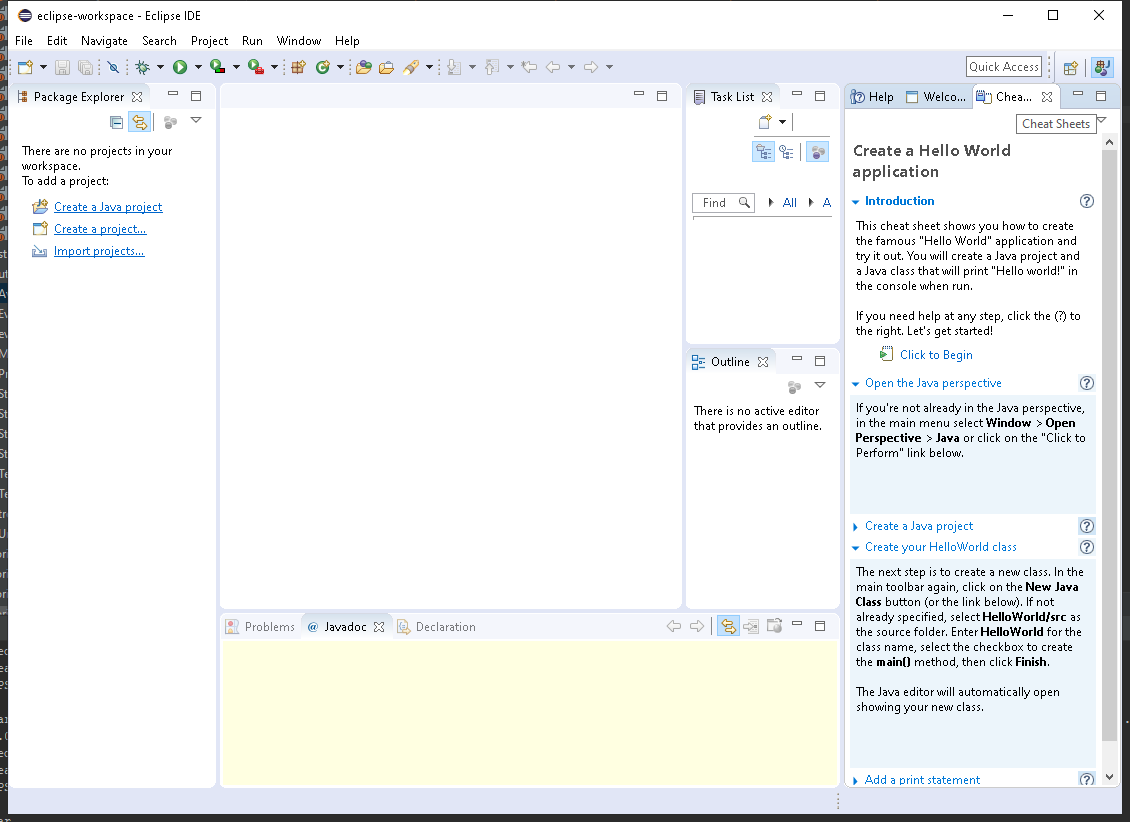 eclipse-workspace - Eclipse IDE
File Edit Navigate Search Project Run Window Help
Quick Access
Package Explorer
There are no projects in your
workspace.
To add a project:
Create a Java project
Create a project...
Import projects...
Task List
Find
All
A
Outline
There is no active editor
that provides an outline.
Problems
@ Javadoc
Declaration
Help
Welco...
Chea...
Cheat Sheets
Create a Hello World
application
Introduction
This cheat sheet shows you how to create
the famous "Hello World" application and
try it out. You will create a Java project and
a Java class that will print "Hello world!" in
the console when run.
If you need help at any step, click the (?) to
the right. Let's get started!
Click to Begin
Open the Java perspective
If you're not already in the Java perspective,
in the main menu select Window > Open
Perspective > Java or click on the "Click to
Perform" link below.
Create a Java project
Create your HelloWorld class
The next step is to create a new class. In the
main toolbar again, click on the New Java
Class button (or the link below). If not
already specified, select HelloWorld/src as
the source folder. Enter HelloWorld for the
class name, select the checkbox to create
the main() method, then click Finish.
The Java editor will automatically open
showing your new class.
Add a print statement